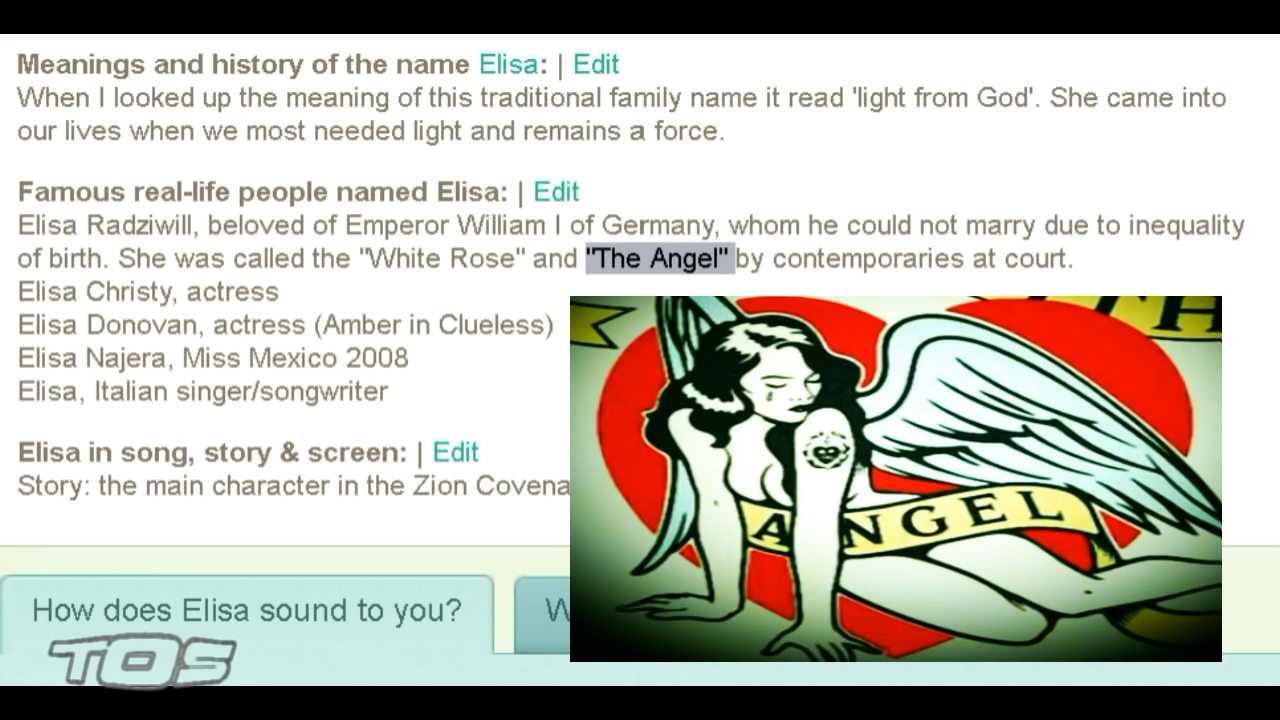 Meanings and history of the name Elisa: | Edit
When I looked up the meaning of this traditional family name it read 'light from God'. She came into
our lives when we most needed light and remains a force.
Famous real-life people named Elisa: | Edit
Elisa Radziwill, beloved of Emperor William I of Germany, whom he could not marry due to inequality
of birth. She was called the "White Rose" and "The Angel" by contemporaries at court.
Elisa Christy, actress
Elisa Donovan, actress (Amber in Clueless)
Elisa Najera, Miss Mexico 2008
Elisa, Italian singer/songwriter
Elisa in song, story & screen: | Edit
Story: the main character in the Zion Covena
TH
ANGEL
How does Elisa sound to you?
W
TOS